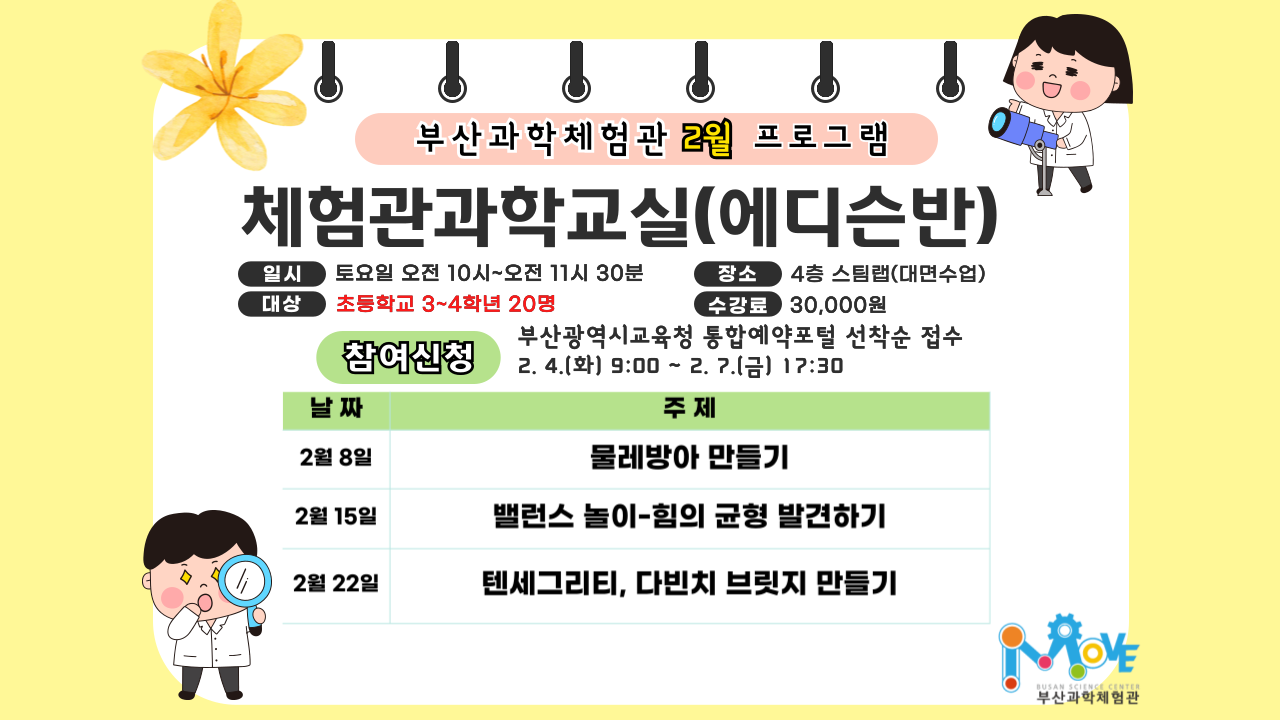 부산과학체험관 2월 프로그램
체험관과학교실(에디슨반)
일시 토요일 오전 10시~오전 11시 30분
장소 4층 스팀랩(대면수업)
대상 초등학교 3~4학년 20명
수강료 30,000원
참여신청
부산광역시교육청 통합예약포털 선착순 접수
2. 4.(화) 9:00 ~ 2. 7.(금) 17:30
날 짜 주 제
2월 8일 물레방아 만들기
2월 15일 밸런스 놀이-힘의 균형 발견하기
2월 22일 텐세그리티, 다빈치 브릿지 만들기
MOVE
BUSAN SCIENCE CENTER
부산과학체험관